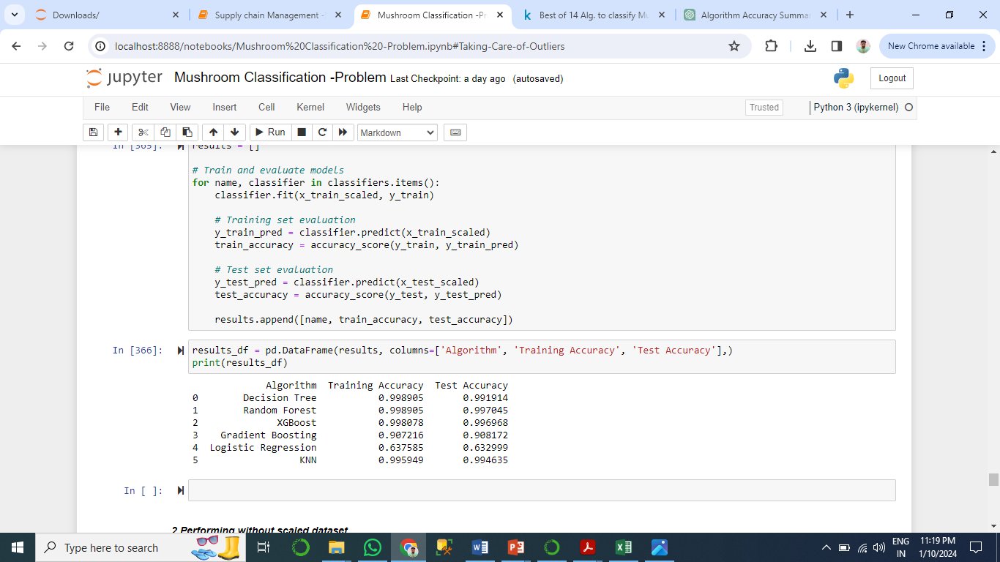 Downloads/
Supply chain Management -
Mushroom Classification -Pr
Best of 14 Alg. to classify Mu
Algorithm Accuracy Summar
localhost:8888/notebooks/Mushroom%20Classification%20-Problem.ipynb#Taking-Care-of-Outliers
New Chrome available
jupyter Mushroom Classification -Problem Last Checkpoint: a day ago (autosaved)
Logout
File Edit View Insert Cell Kernel Widgets Help
Trusted
Python 3 (ipykernel)
Run
Markdown
In [365]: results = []
# Train and evaluate models
for name, classifier in classifiers.items():
classifier.fit(x_train_scaled, y_train)
# Training set evaluation
y_train_pred = classifier.predict(x_train_scaled)
train_accuracy = accuracy_score(y_train, y_train_pred)
# Test set evaluation
y_test_pred = classifier.predict(x_test_scaled)
test_accuracy = accuracy_score(y_test, y_test_pred)
results.append([name, train_accuracy, test_accuracy])
In [366]: results_df = pd.DataFrame(results, columns=['Algorithm', 'Training Accuracy', 'Test Accuracy'],)
print(results_df)
Algorithm Training Accuracy Test Accuracy
0 Decision Tree 0.998905 0.991914
1 Random Forest 0.998905 0.997045
2 XGBoost 0.998078 0.996968
3 Gradient Boosting 0.907216 0.908172
4 Logistic Regression 0.637585 0.632999
5 KNN 0.995949 0.994635
In [ ]:
2 Performing without scaled dataset
Type here to search
ENG
IN
11:19 PM
1/10/2024